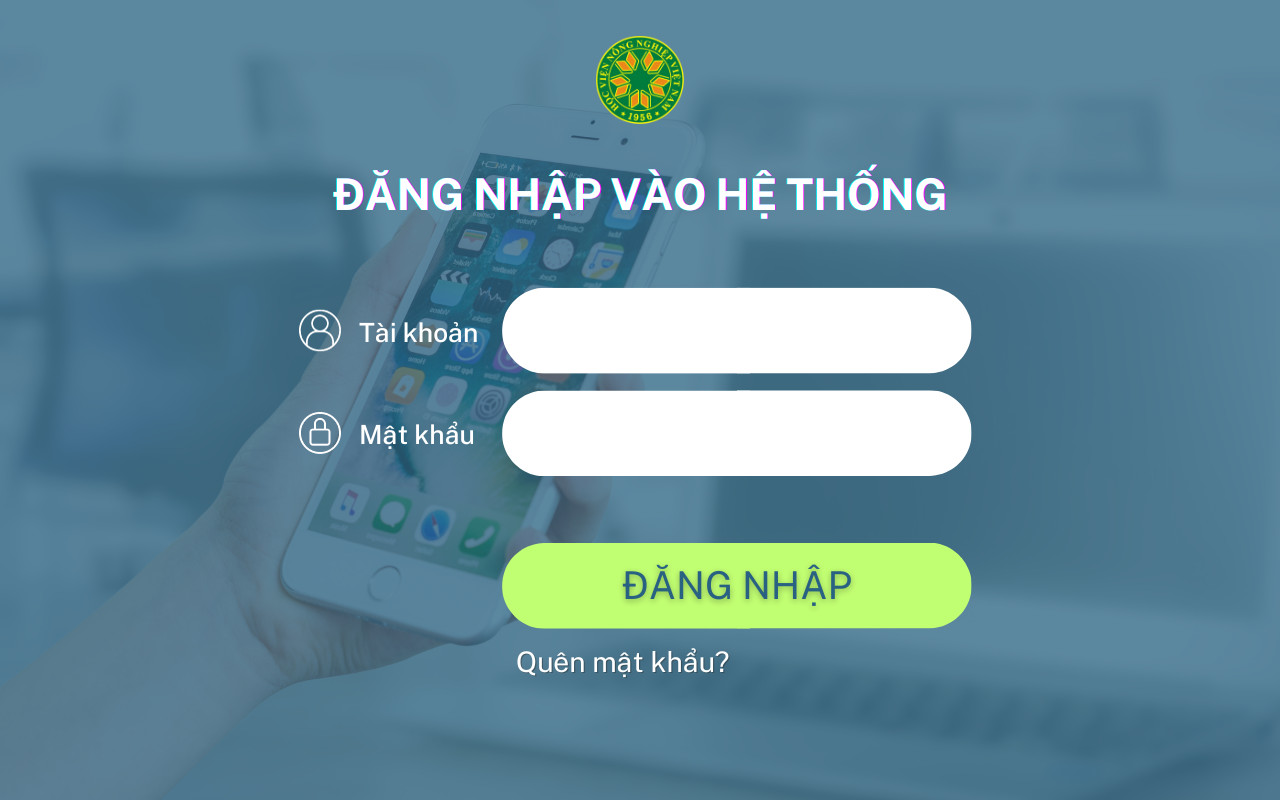 HỌC VIỆN NÔNG NGHIỆP VIỆT NAM
★ 1956 ★
ĐĂNG NHẬP VÀO HỆ THỐNG
Tài khoản
Mật khẩu
ĐĂNG NHẬP
Quên mật khẩu?